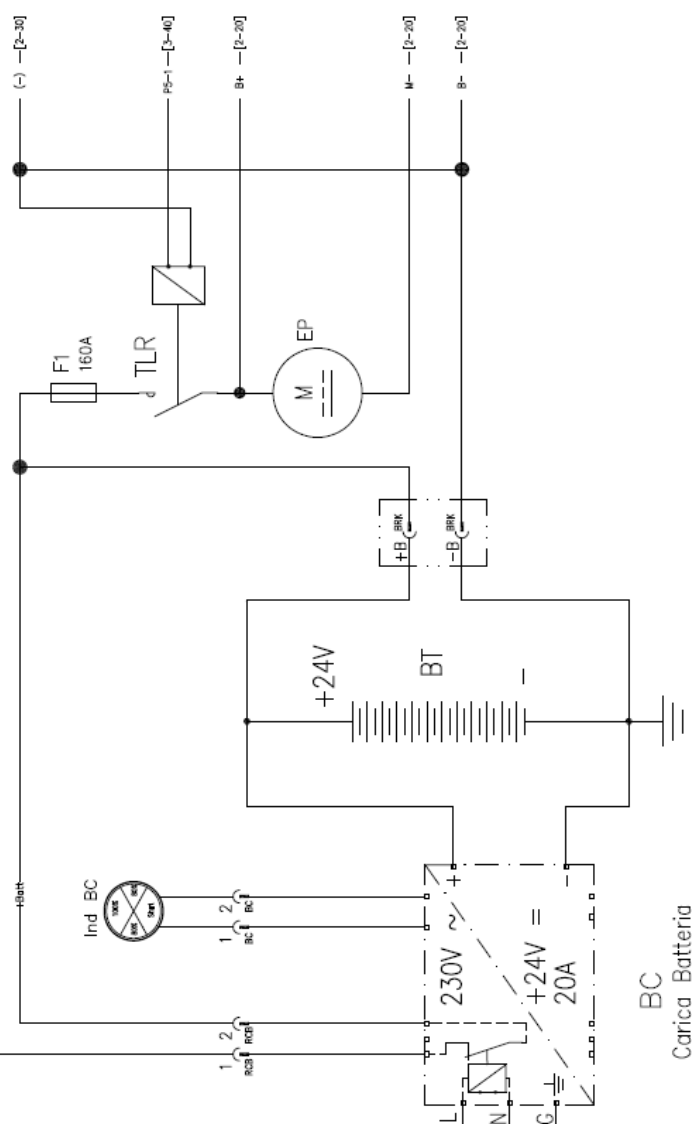 (-) —[2-30]
P5-1 —[3-40]
B+ —[2-20]
M- —[2-20]
B- —[2-20]
F1
160A
TLR
EP
M
+B BRK
-B BRK
+24V
BT
-
+Batt
Ind BC
100%
80%
80%
Start
1 BC
2 BC
1 RCB
2 RCB
230V ~
+
-
+24V =
20A
L
N
G
BC
Carica Batteria